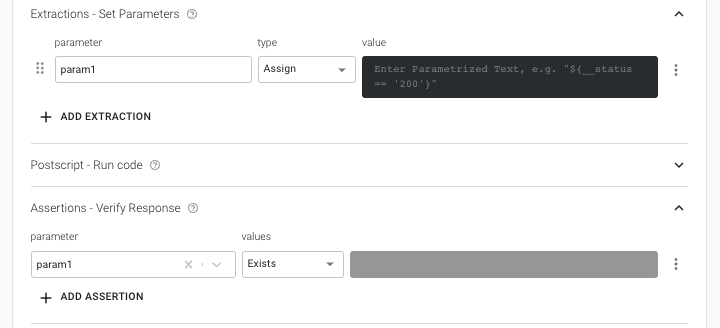 Extractions - Set Parameters
parameter type value
param1 Assign Enter Parametrized Text, e.g. "${__status
== '200'}"
ADD EXTRACTION
Postscript - Run code
Assertions - Verify Response
parameter values
param1 Exists
ADD ASSERTION